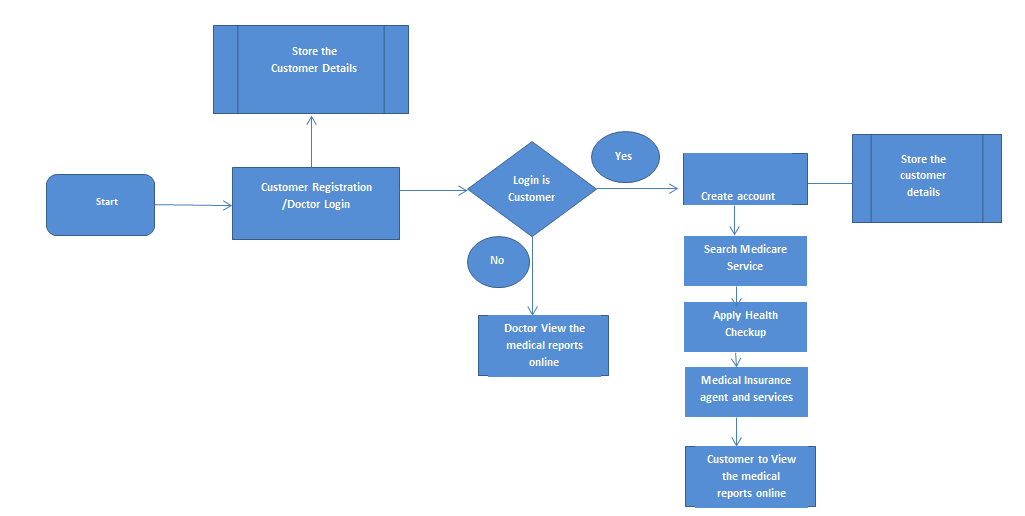 Store the
Customer Details
Start
Customer Registration
/Doctor Login
Login is
Customer
Yes
No
Create account
Store the
customer
details
Search Medicare
Service
Apply Health
Checkup
Medical Insurance
agent and services
Customer to View
the medical
reports online
Doctor View the
medical reports
online